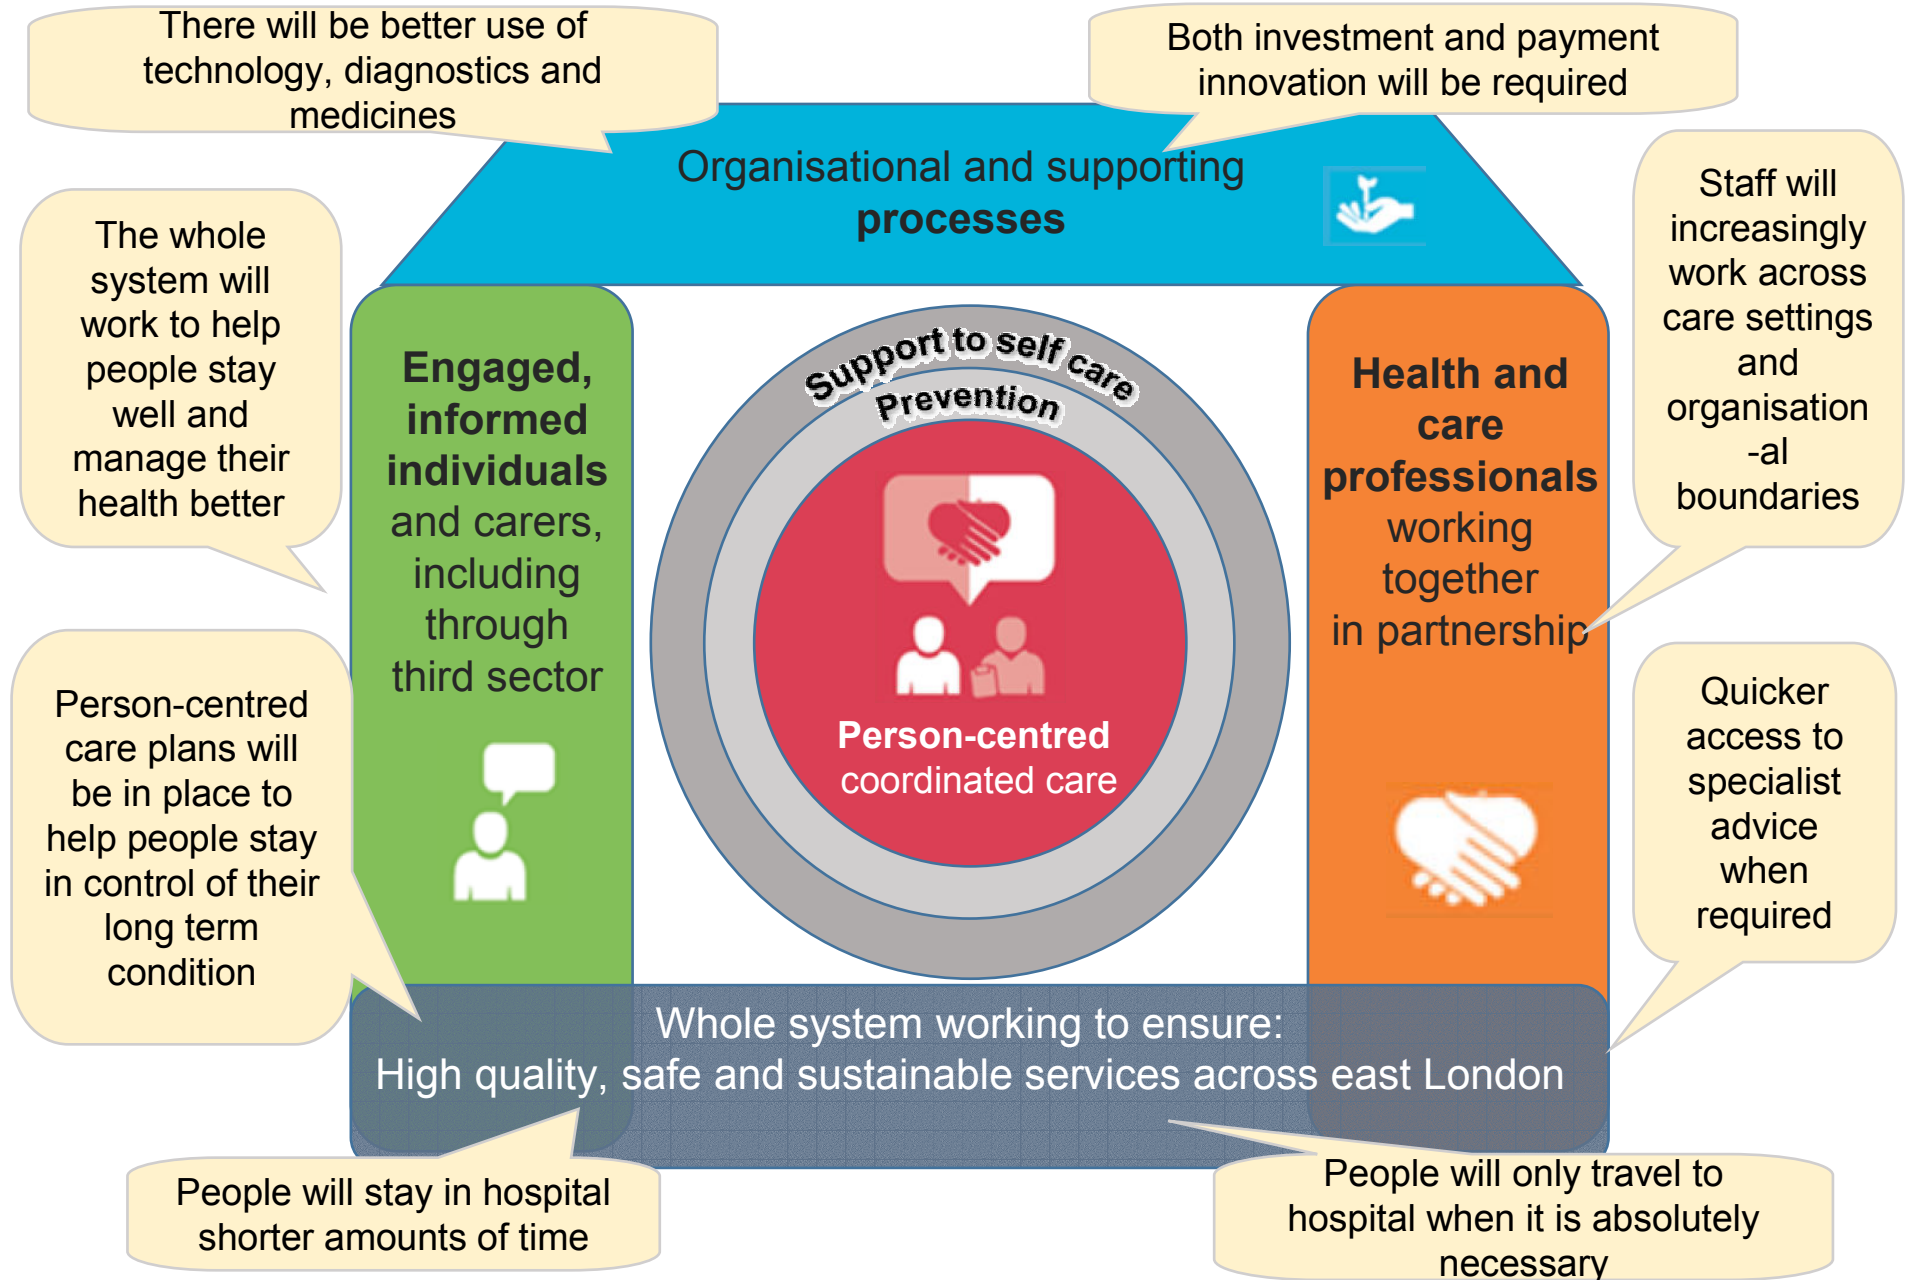 There will be better use of
technology, diagnostics and
medicines
Both investment and payment
innovation will be required
Organisational and supporting
processes
The whole
system will
work to help
people stay
well and
manage their
health better
Staff will
increasingly
work across
care settings
and
organisation
-al
boundaries
Engaged,
informed
individuals
and carers,
including
through
third sector
Support to self care
Prevention
Person-centred
coordinated care
Health and
care
professionals
working
together
in partnership
Person-centred
care plans will
be in place to
help people stay
in control of their
long term
condition
Quicker
access to
specialist
advice
when
required
Whole system working to ensure:
High quality, safe and sustainable services across east London
People will stay in hospital
shorter amounts of time
People will only travel to
hospital when it is absolutely
necessary